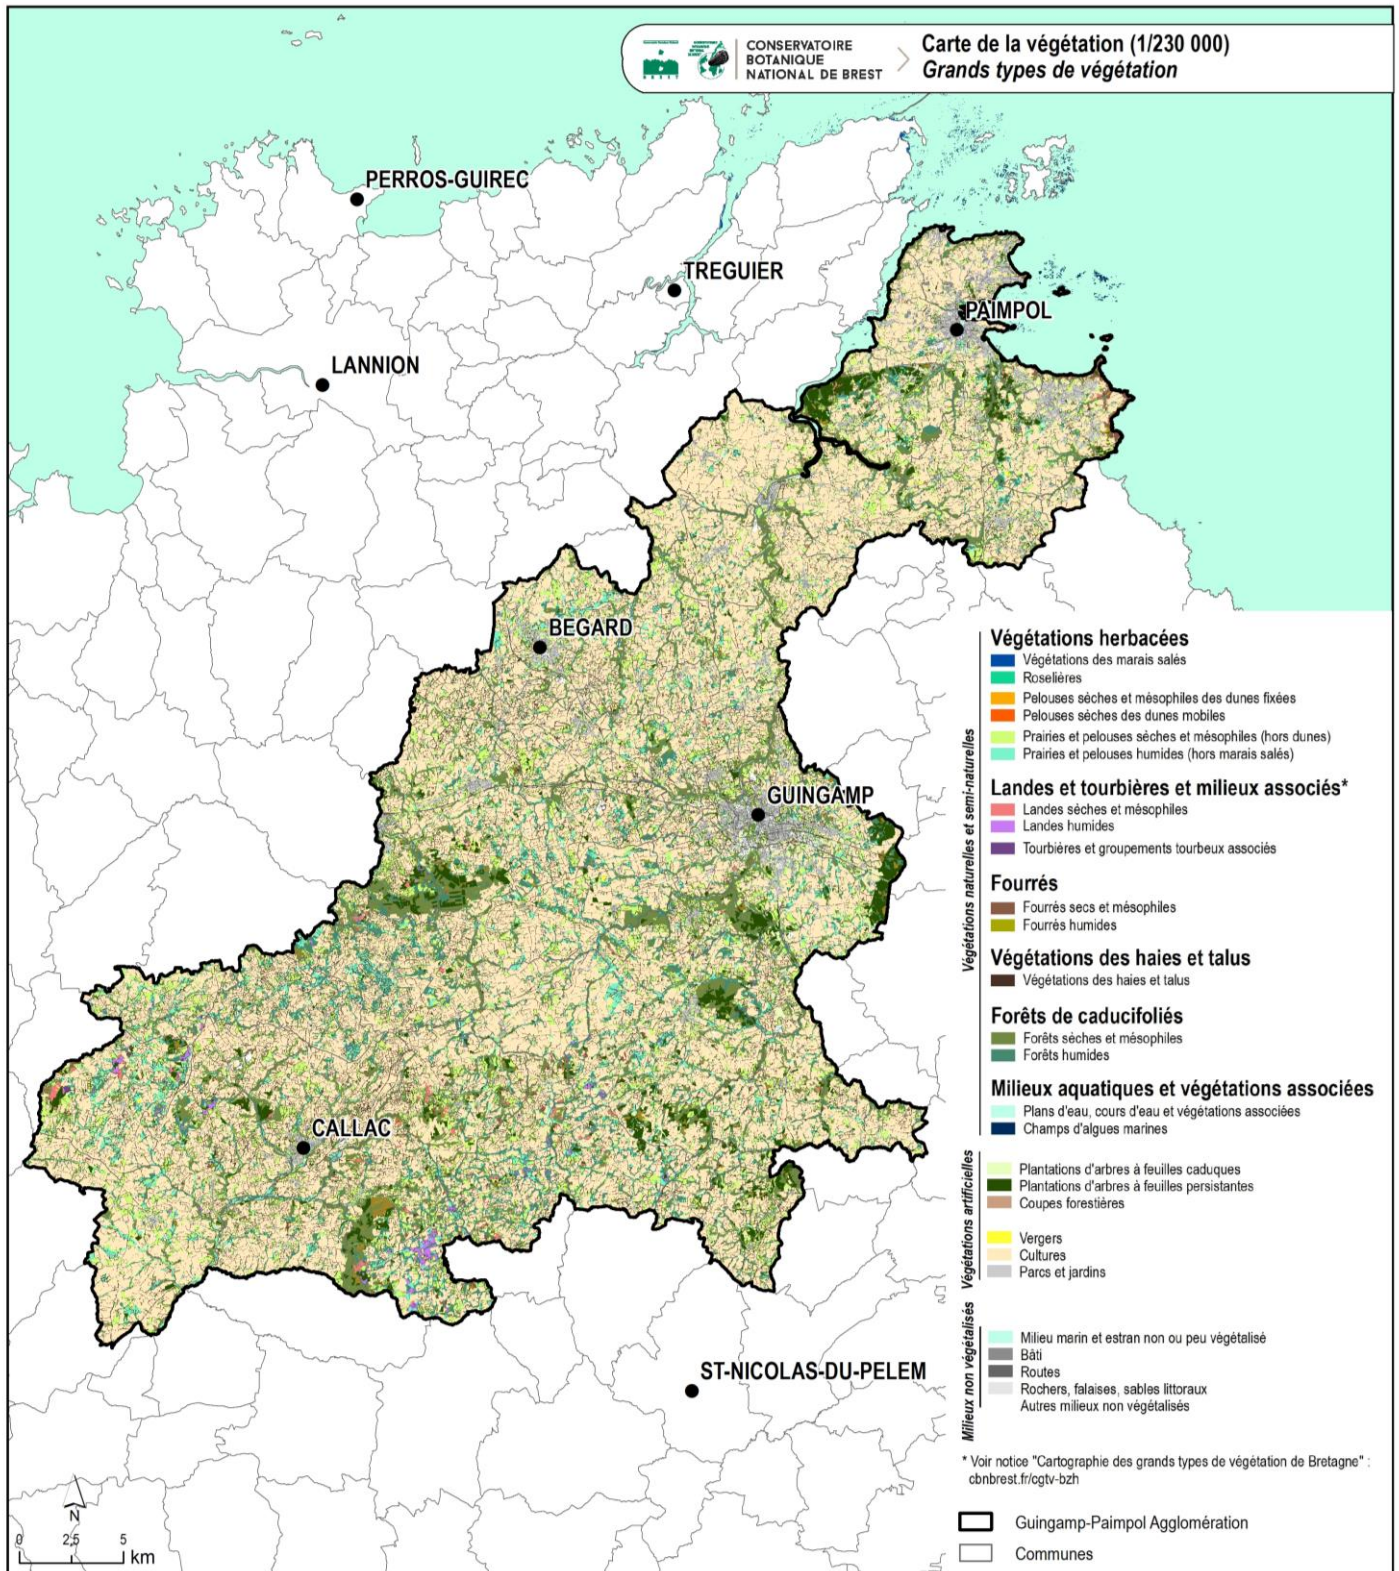 CONSERVATOIRE
BOTANIQUE
NATIONAL DE BREST
Carte de la végétation (1/230 000)
Grands types de végétation
BREST
PERROS-GUIREC
TREGUIER
PAIMPOL
LANNION
BEGARD
GUINGAMP
CALLAC
ST-NICOLAS-DU-PELEM
Végétations naturelles et semi-naturelles
Végétations herbacées
Végétations des marais salés
Roselières
Pelouses sèches et mésophiles des dunes fixées
Pelouses sèches des dunes mobiles
Prairies et pelouses sèches et mésophiles (hors dunes)
Prairies et pelouses humides (hors marais salés)
Landes et tourbières et milieux associés*
Landes sèches et mésophiles
Landes humides
Tourbières et groupements tourbeux associés
Fourrés
Fourrés secs et mésophiles
Fourrés humides
Végétations des haies et talus
Végétations des haies et talus
Forêts de caducifoliés
Forêts sèches et mésophiles
Forêts humides
Milieux aquatiques et végétations associées
Plans d'eau, cours d'eau et végétations associées
Champs d'algues marines
Végétations artificielles
Plantations d'arbres à feuilles caduques
Plantations d'arbres à feuilles persistantes
Coupes forestières
Vergers
Cultures
Parcs et jardins
Milieux non végétalisés
Milieu marin et estran non ou peu végétalisé
Bâti
Routes
Rochers, falaises, sables littoraux
Autres milieux non végétalisés
* Voir notice "Cartographie des grands types de végétation de Bretagne" :
cbnbrest.fr/cgtv-bzh
Guingamp-Paimpol Agglomération
Communes
N
0 2,5 5
km